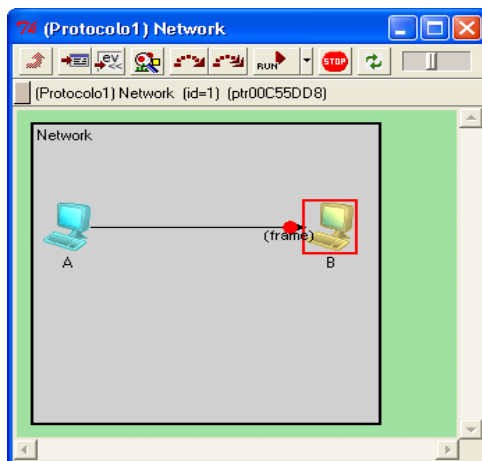 (Protocolo1) Network
ev
<<
RUN
STOP
(Protocolo1) Network (id=1) (ptr00C55DD8)
Network
(frame)
A
B